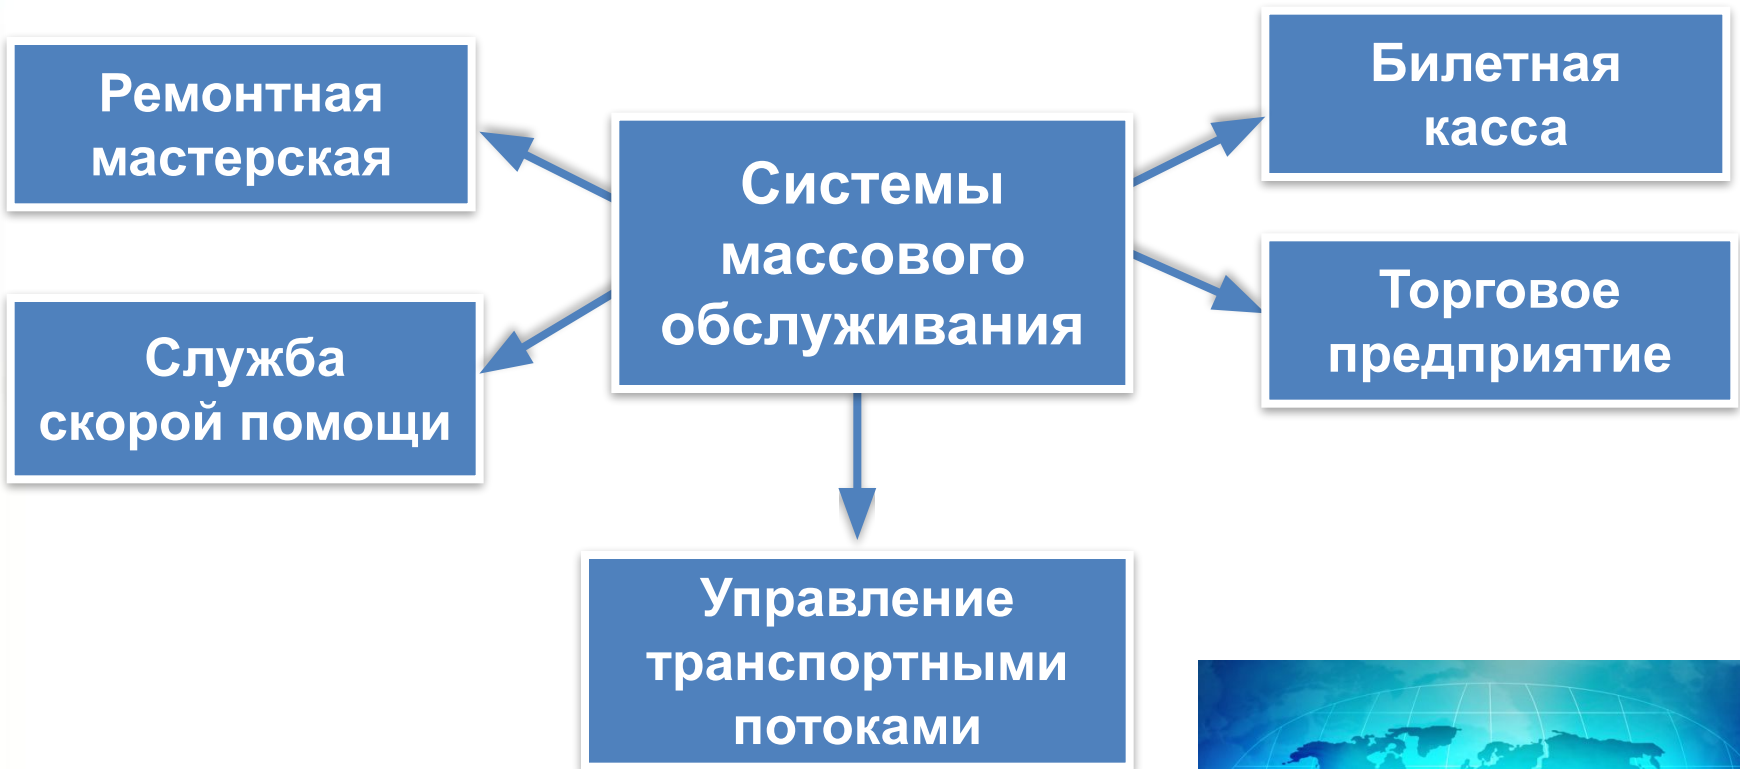 Ремонтная
мастерская
Билетная
касса
Системы
массового
обслуживания
Служба
скорой помощи
Торговое
предприятие
Управление
транспортными
потоками